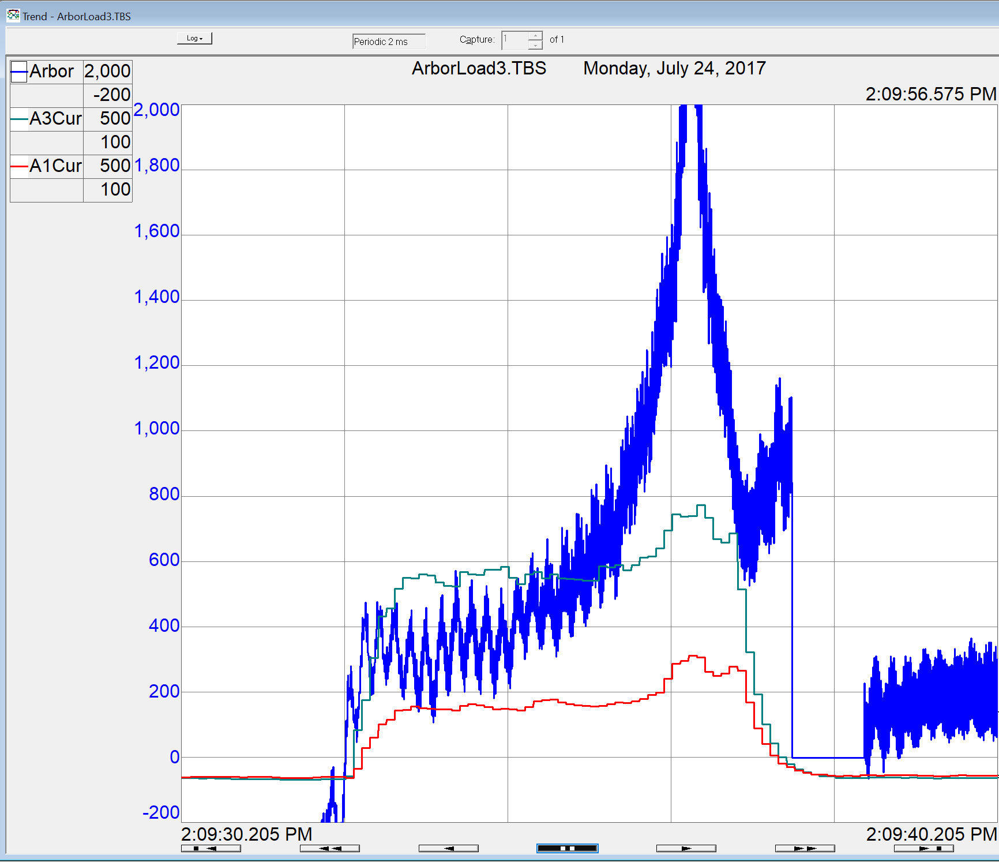 Trend - ArborLoad3.TBS
Log
Periodic 2 ms
Capture:
1
of 1
Arbor 2,000
-200
A3Cur 500
100
A1Cur 500
100
ArborLoad3.TBS Monday, July 24, 2017
2:09:56.575 PM
2,000
1,800
1,600
1,400
1,200
1,000
800
600
400
200
0
-200
2:09:30.205 PM
2:09:40.205 PM